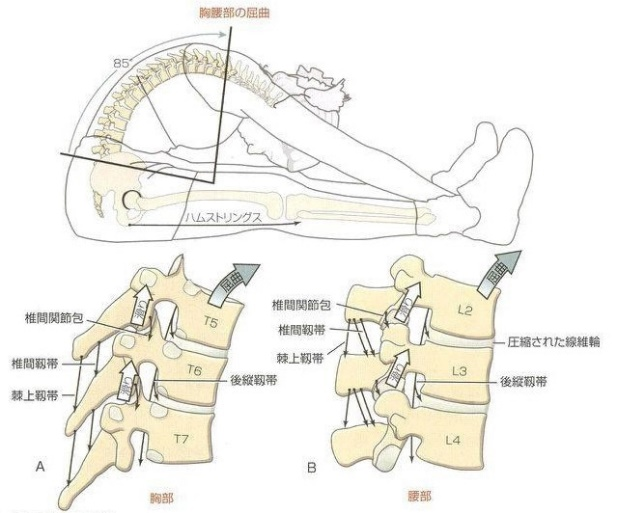 胸腰部の屈曲
85°
ハムストリングス
屈曲
滑り
椎間関節包
T5
椎間靱帯
T6
滑り
後縦靱帯
棘上靱帯
T7
A
胸部
屈曲
滑り
椎間関節包
L2
椎間靱帯
圧縮された線維輪
棘上靱帯
滑り
L3
後縦靱帯
L4
B
腰部